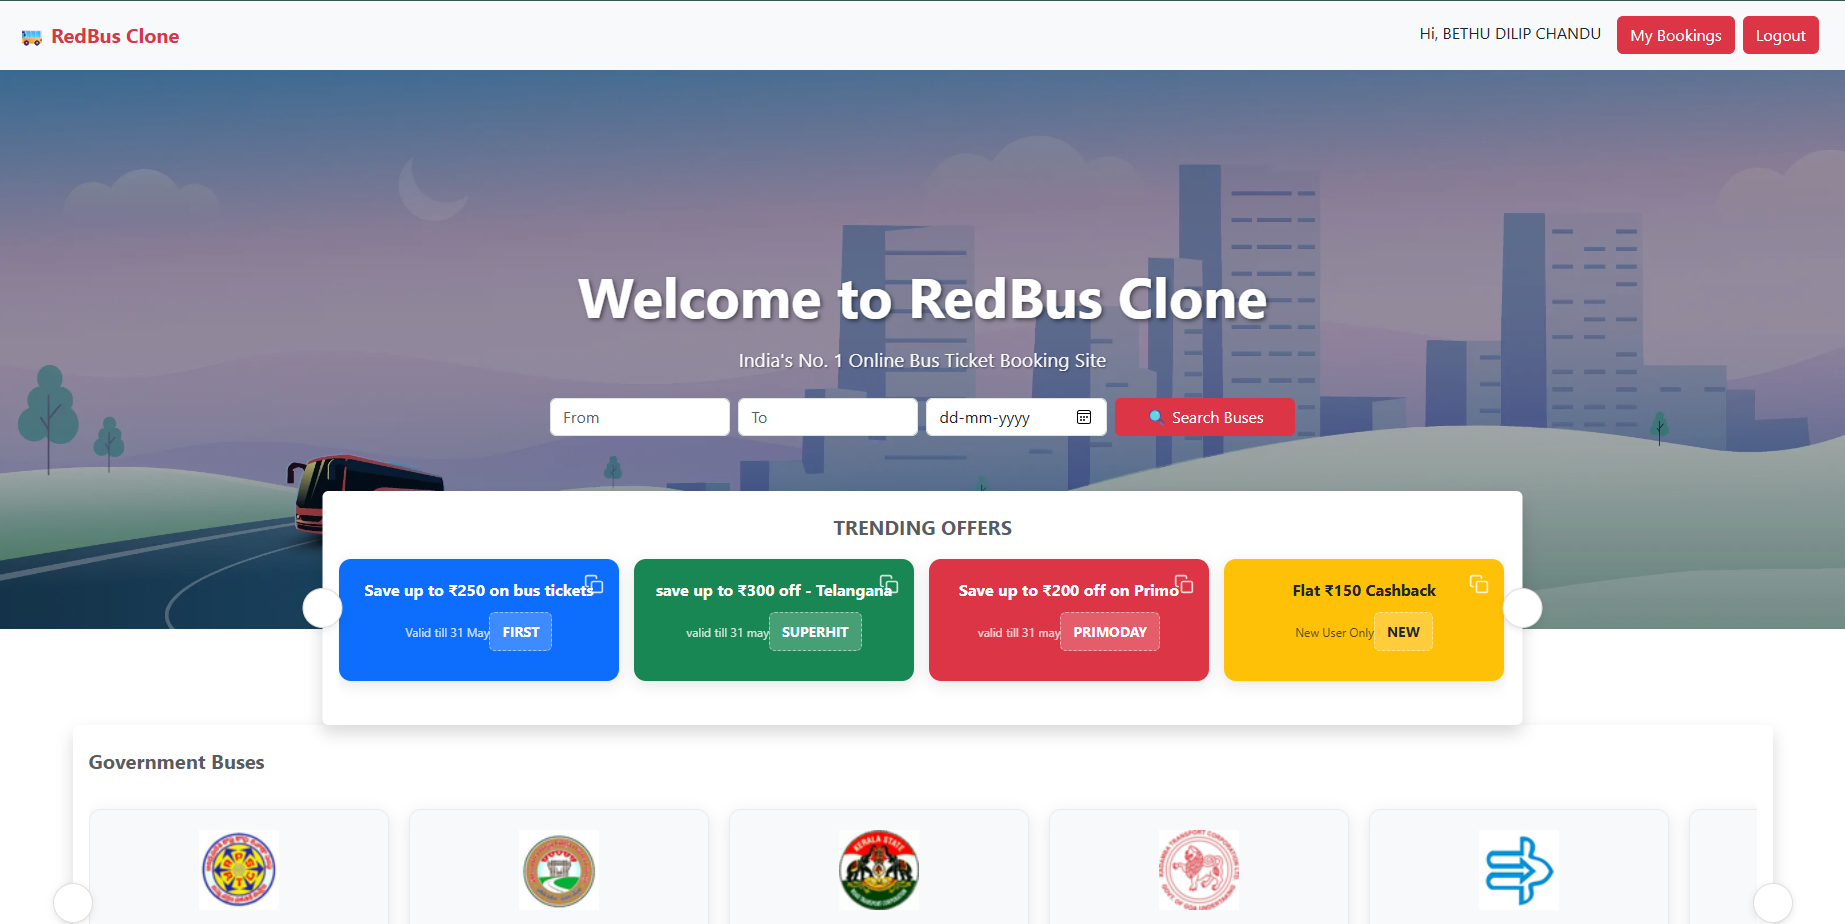 RedBus Clone
Hi, BETHU DILIP CHANDU
My Bookings
Logout
Welcome to RedBus Clone
India's No. 1 Online Bus Ticket Booking Site
From
To
dd-mm-yyyy
Search Buses
TRENDING OFFERS
Save up to ₹250 on bus tickets
Valid till 31 May
FIRST
save up to ₹300 off - Telangana
valid till 31 may
SUPERHIT
Save up to ₹200 off on Primo
valid till 31 may
PRIMODAY
Flat ₹150 Cashback
New User Only
NEW
Government Buses
KERALA STATE
KADAMBA TRANSPORT CORPORATION LTD